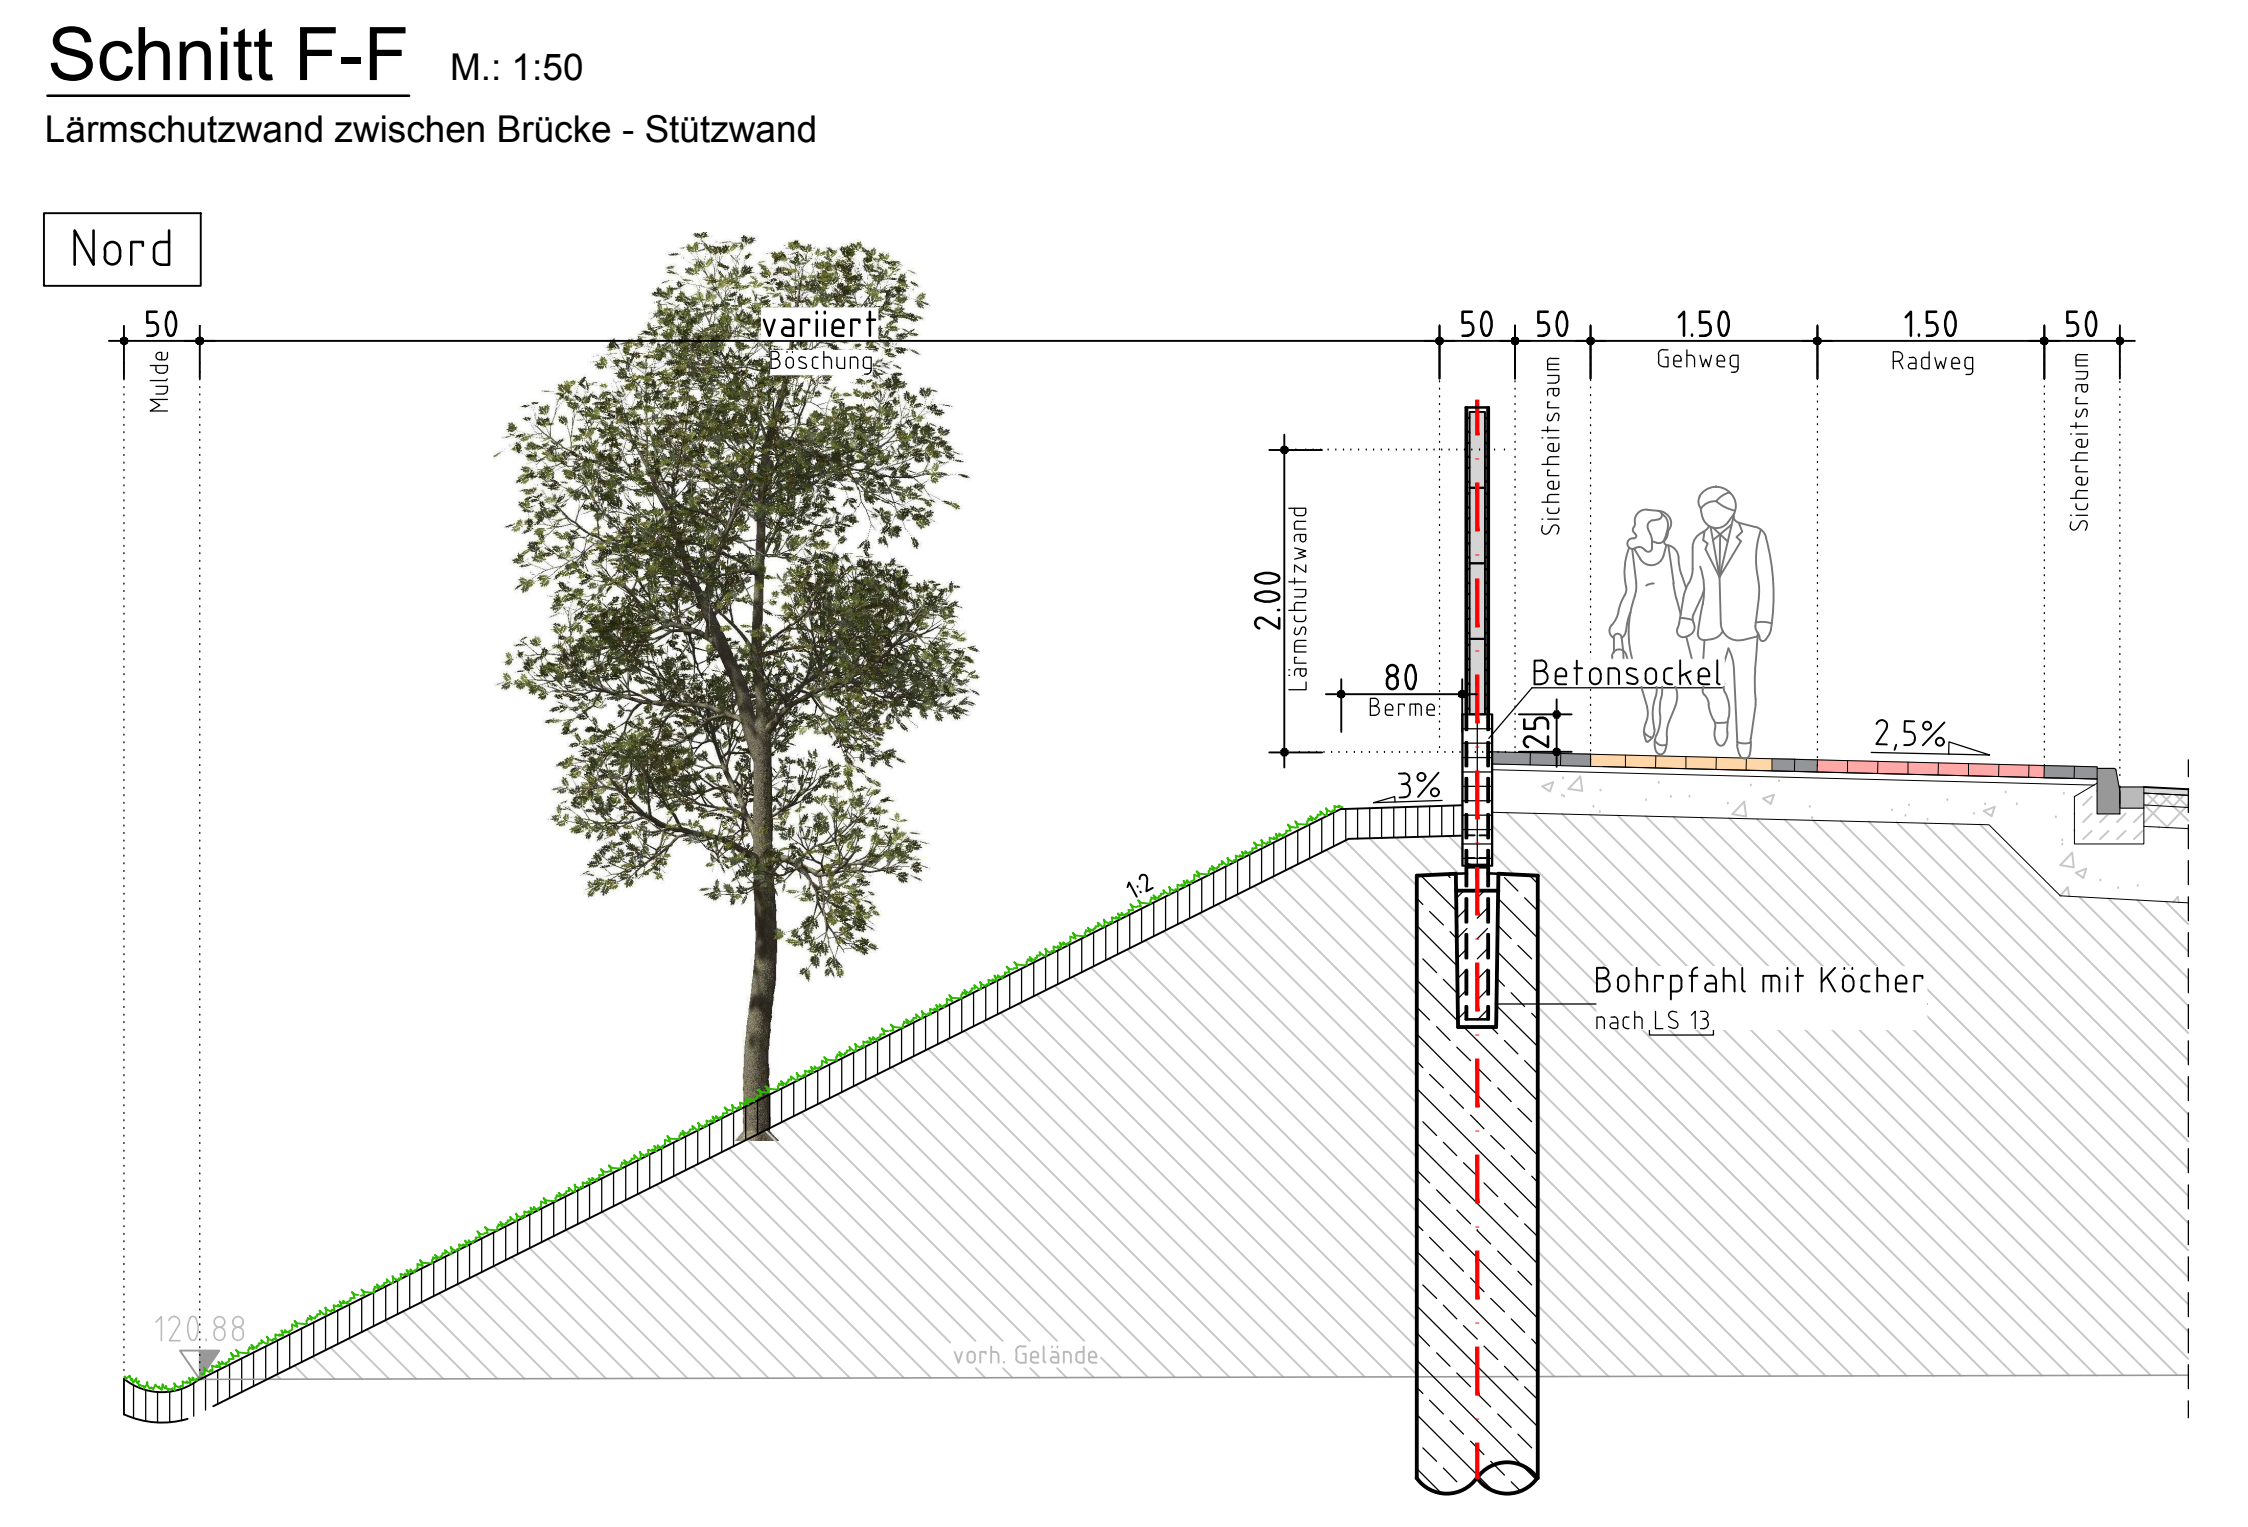 Schnitt F-F M.: 1:50
Lärmschutzwand zwischen Brücke - Stützwand
Nord
50 variiert 50 50 1.50 1.50 50
Mulde Böschung Sicherheitsraum Gehweg Radweg Sicherheitsraum
2.00
Lärmschutzwand
80
Berme
Betonsockel
25
2,5%
3%
1:2
Bohrpfahl mit Köcher
nach LS 13
120.88
vorh. Gelände